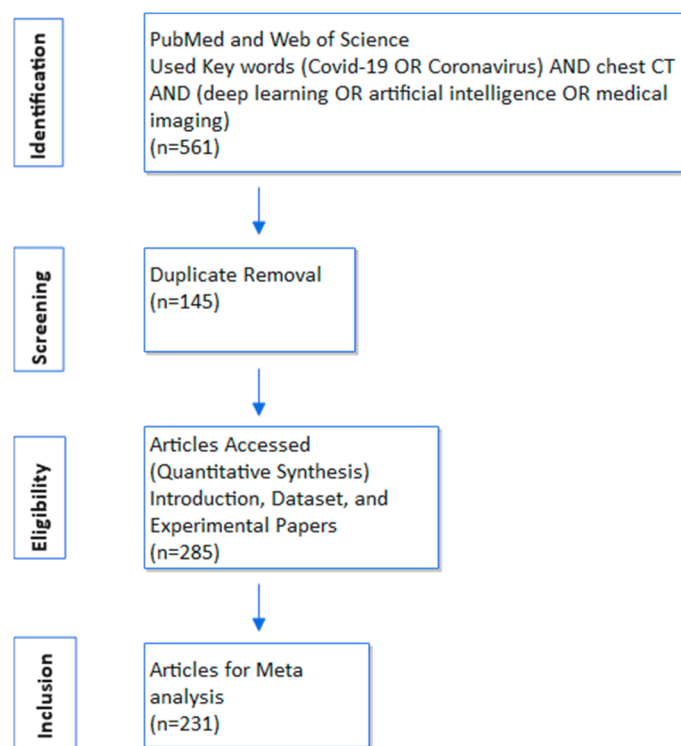 Identification
PubMed and Web of Science
Used Key words (Covid-19 OR Coronavirus) AND chest CT
AND (deep learning OR artificial intelligence OR medical
imaging)
(n=561)
Screening
Duplicate Removal
(n=145)
Eligibility
Articles Accessed
(Quantitative Synthesis)
Introduction, Dataset, and
Experimental Papers
(n=285)
Inclusion
Articles for Meta
analysis
(n=231)